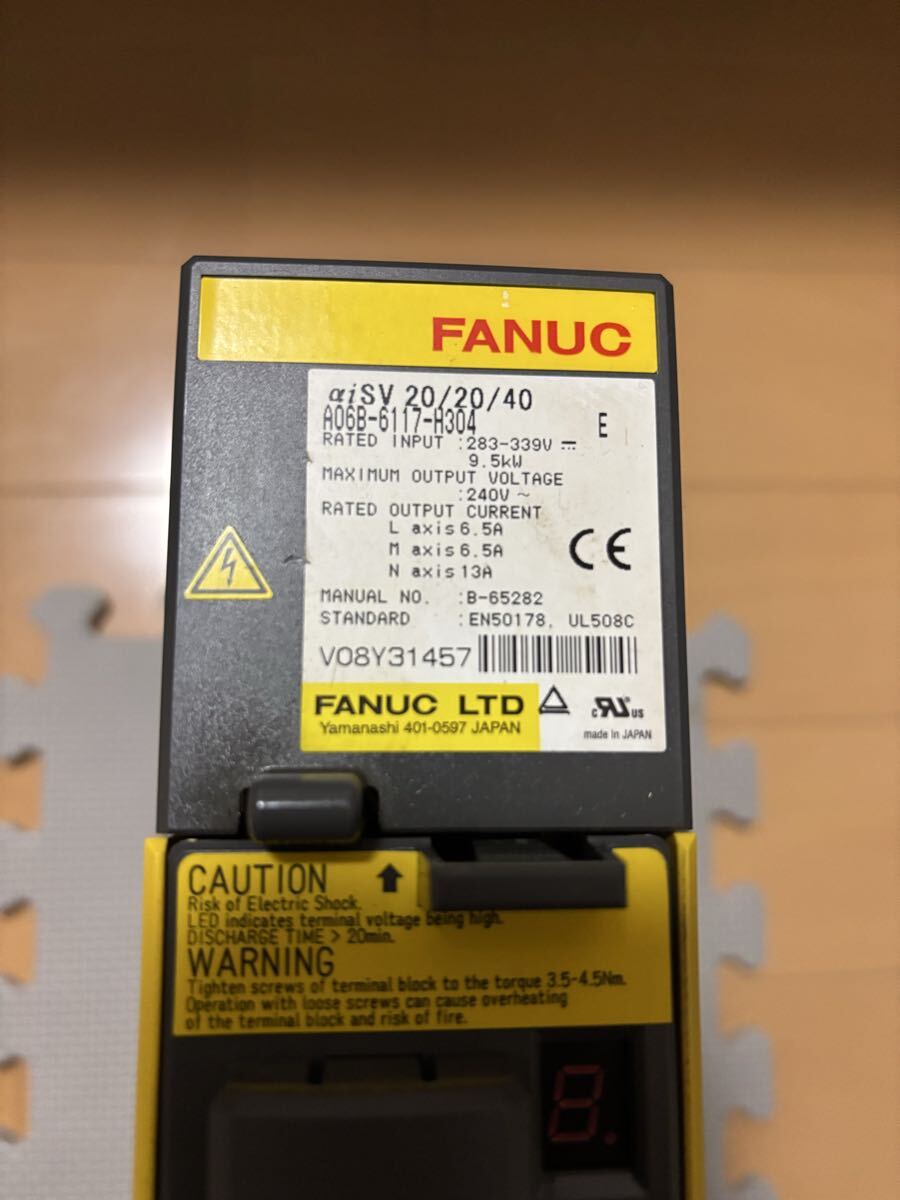 FANUC
αiSV 20/20/40
A06B-6117-H304 E
RATED INPUT :283-339V ⎓
9.5kW
MAXIMUM OUTPUT VOLTAGE
:240V ~
RATED OUTPUT CURRENT
L axis 6.5A
M axis 6.5A
N axis 13A
CE
MANUAL NO. :B-65282
STANDARD :EN50178, UL508C
V08Y31457
FANUC LTD
Yamanashi 401-0597 JAPAN
c RU us
made in JAPAN
CAUTION
Risk of Electric Shock.
LED indicates terminal voltage being high.
DISCHARGE TIME > 20min.
WARNING
Tighten screws of terminal block to the torque 3.5-4.5Nm.
Operation with loose screws can cause overheating
of the terminal block and risk of fire.
8.